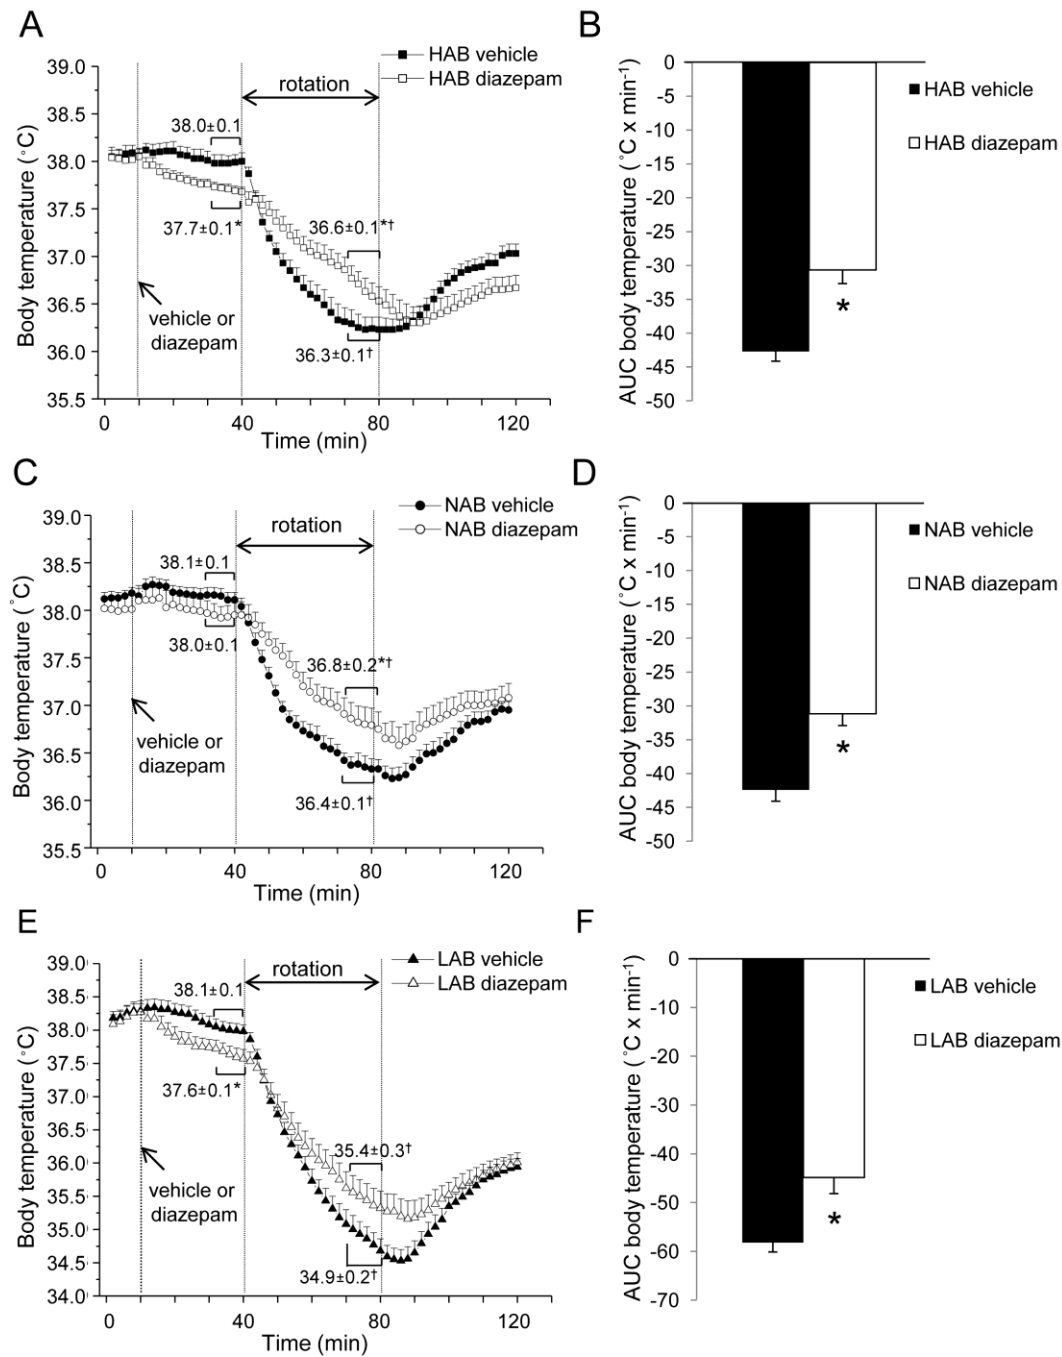 A
HAB vehicle
HAB diazepam
Body temperature (°C)
39.0
38.5
38.0
37.5
37.0
36.5
36.0
35.5
rotation
38.0±0.1
37.7±0.1*
36.6±0.1*†
36.3±0.1†
vehicle or
diazepam
0
40
80
120
Time (min)
B
AUC body temperature (°C x min-1)
0
-5
-10
-15
-20
-25
-30
-35
-40
-45
-50
*
HAB vehicle
HAB diazepam
C
NAB vehicle
NAB diazepam
Body temperature (°C)
39.0
38.5
38.0
37.5
37.0
36.5
36.0
35.5
rotation
38.1±0.1
38.0±0.1
36.8±0.2*†
36.4±0.1†
vehicle or
diazepam
0
40
80
120
Time (min)
D
AUC body temperature (°C x min-1)
0
-5
-10
-15
-20
-25
-30
-35
-40
-45
-50
*
NAB vehicle
NAB diazepam
E
LAB vehicle
LAB diazepam
Body temperature (°C)
39.0
38.5
38.0
37.5
37.0
36.5
36.0
35.5
35.0
34.5
34.0
rotation
38.1±0.1
37.6±0.1*
35.4±0.3†
34.9±0.2†
vehicle or
diazepam
0
40
80
120
Time (min)
F
AUC body temperature (°C x min-1)
0
-10
-20
-30
-40
-50
-60
-70
*
LAB vehicle
LAB diazepam